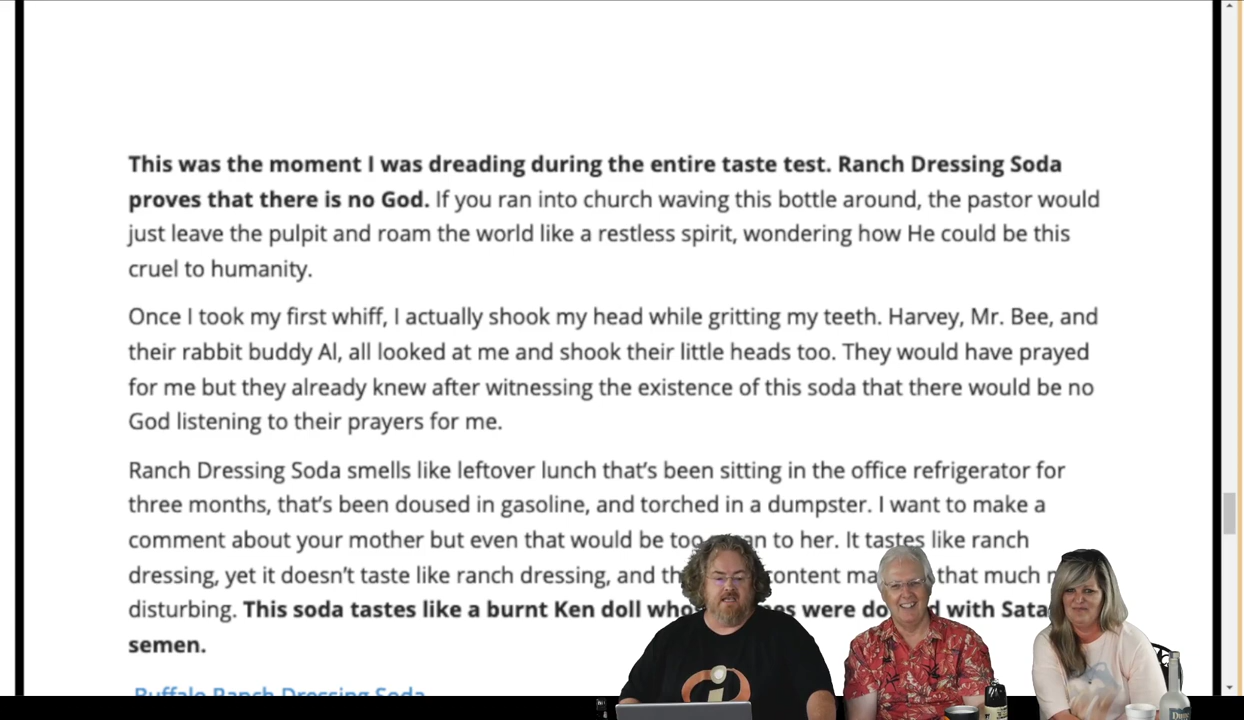 This was the moment I was dreading during the entire taste test. Ranch Dressing Soda
proves that there is no God. If you ran into church waving this bottle around, the pastor would
just leave the pulpit and roam the world like a restless spirit, wondering how He could be this
cruel to humanity.
Once I took my first whiff, I actually shook my head while gritting my teeth. Harvey, Mr. Bee, and
their rabbit buddy Al, all looked at me and shook their little heads too. They would have prayed
for me but they already knew after witnessing the existence of this soda that there would be no
God listening to their prayers for me.
Ranch Dressing Soda smells like leftover lunch that's been sitting in the office refrigerator for
three months, that's been doused in gasoline, and torched in a dumpster. I want to make a
comment about your mother but even that would be too to her. It tastes like ranch
dressing, yet it doesn't taste like ranch dressing, and content that much
disturbing. This soda tastes like a burnt Ken doll were with
semen.
Buffalo Ranch Dressing Soda